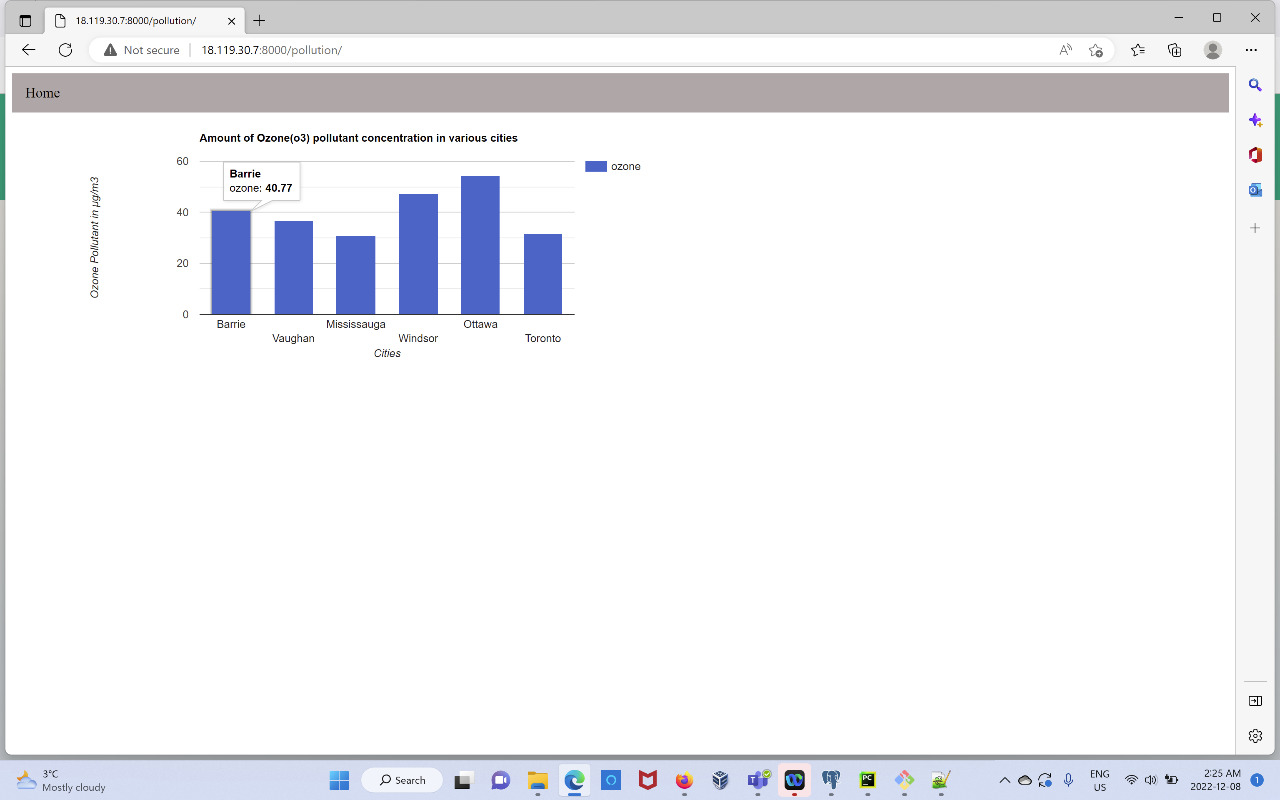 18.119.30.7:8000/pollution/
Not secure
18.119.30.7:8000/pollution/
Home
Amount of Ozone(o3) pollutant concentration in various cities
60
40
20
0
Ozone Pollutant in µg/m3
Barrie
ozone: 40.77
ozone
Barrie
Vaughan
Mississauga
Windsor
Ottawa
Toronto
Cities
3°C
Mostly cloudy
Search
PC
ENG
US
2:25 AM
2022-12-08
1